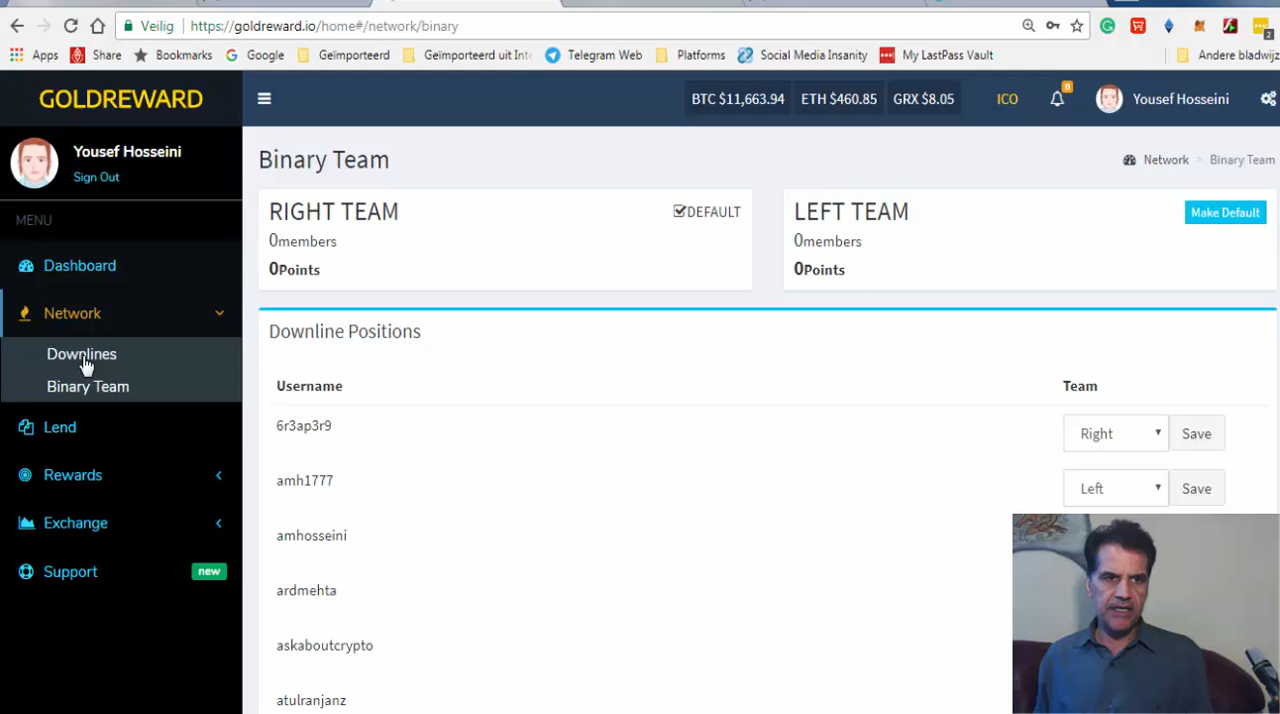 Veilig https://goldreward.io/home#/network/binary
Apps Share Bookmarks Google Geïmporteerd Geïmporteerd uit Inte Telegram Web Platforms Social Media Insanity My LastPass Vault Andere bladwijz
2
GOLDREWARD
BTC $11,663.94 ETH $460.85 GRX $8.05 ICO 0 Yousef Hosseini
Yousef Hosseini
Sign Out
MENU
Dashboard
Network
Downlines
Binary Team
Lend
Rewards
Exchange
Support new
Binary Team
Network > Binary Team
RIGHT TEAM DEFAULT
0members
0Points
LEFT TEAM Make Default
0members
0Points
Downline Positions
Username Team
6r3ap3r9 Right Save
amh1777 Left Save
amhosseini
ardmehta
askaboutcrypto
atulranjanz